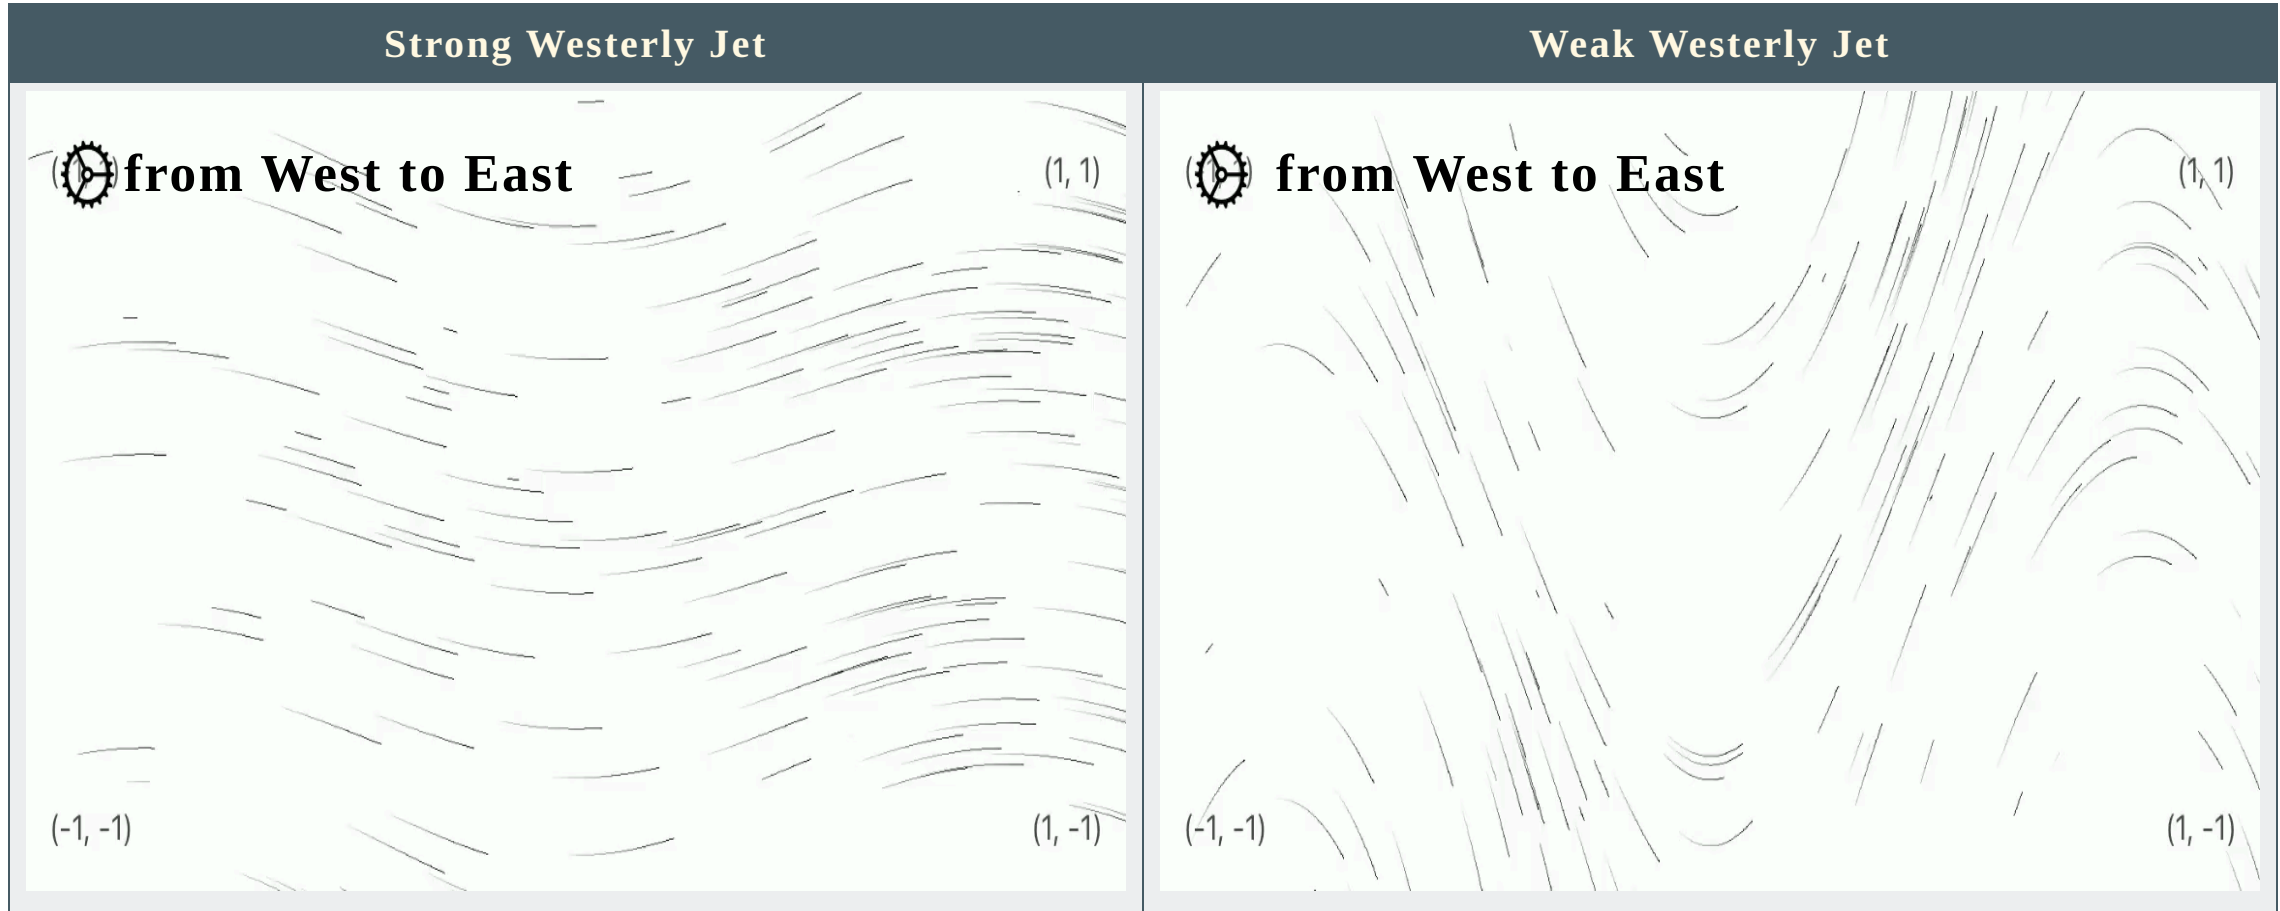 Strong Westerly Jet
Weak Westerly Jet
from West to East
(1, 1)
(-1, -1)
(1, -1)
from West to East
(1, 1)
(-1, -1)
(1, -1)